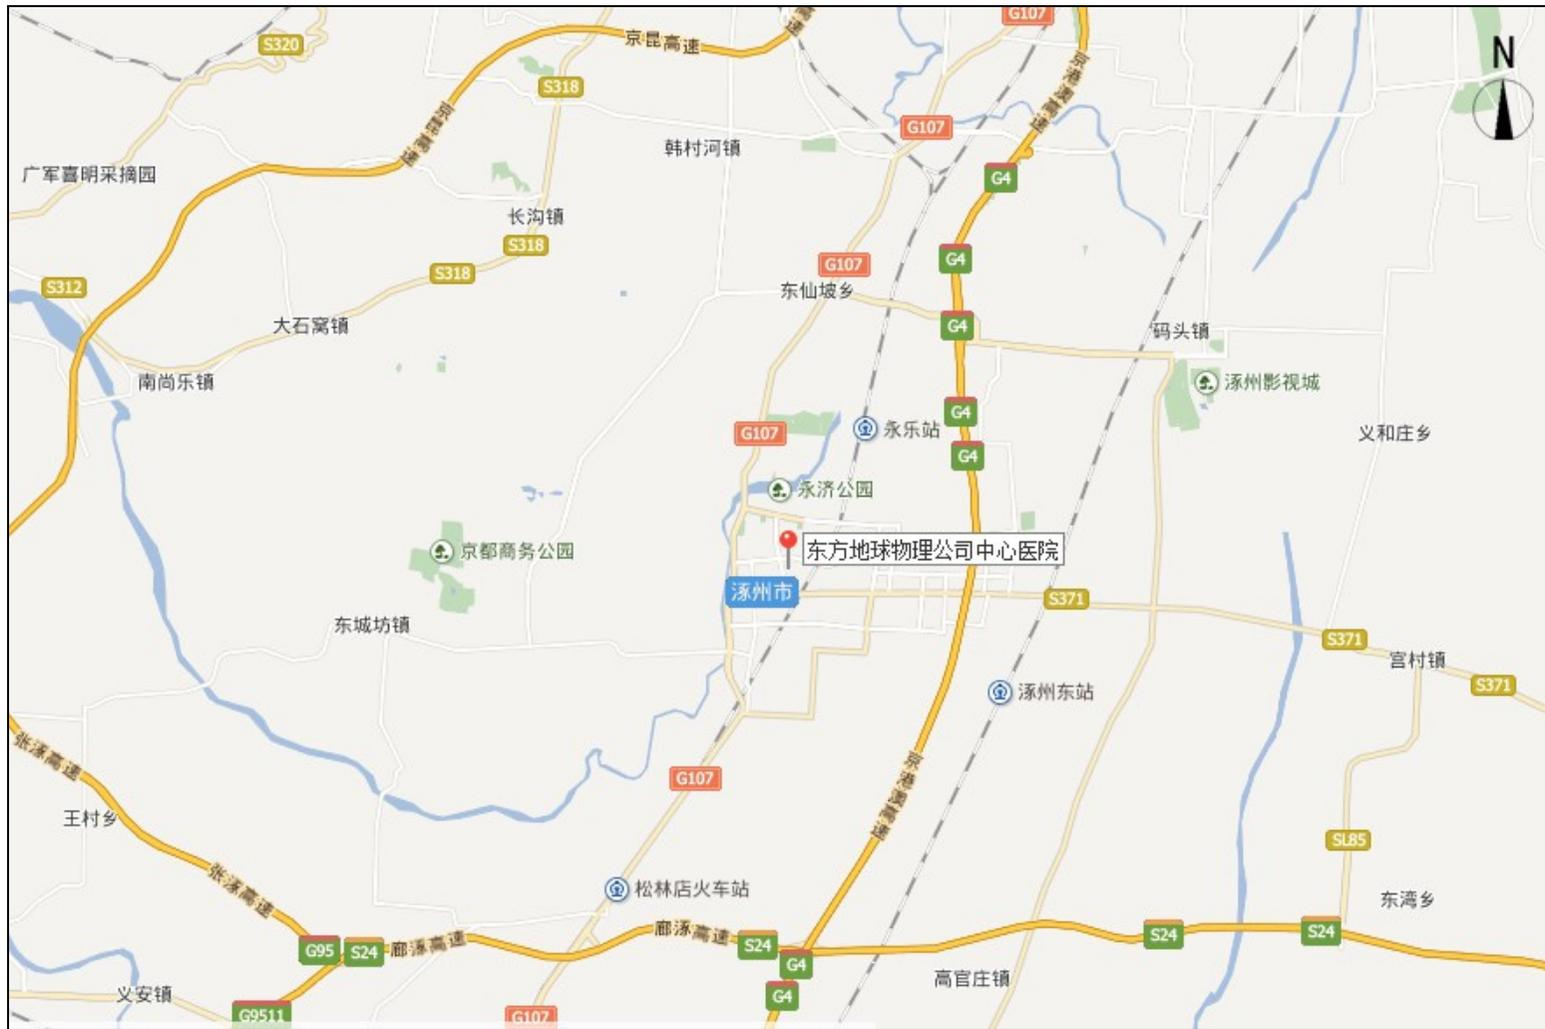 G107
S320
京昆高速
高速
N
S318
京港澳高速
京昆高速
G107
韩村河镇
广军喜明采摘园
G4
长沟镇
S318
S318
G107
G4
S312
东仙坡乡
大石窝镇
G4
码头镇
南尚乐镇
涿州影视城
G4
G107
永乐站
义和庄乡
G4
永济公园
京都商务公园
东方地球物理公司中心医院
涿州市
S371
东城坊镇
S371
宫村镇
S371
涿州东站
张涿高速
G107
京港澳高速
王村乡
SL85
张涿高速
松林店火车站
东湾乡
G95
S24
廊涿高速
廊涿高速
S24
S24
S24
G4
高官庄镇
义安镇
G4
G9511
G107